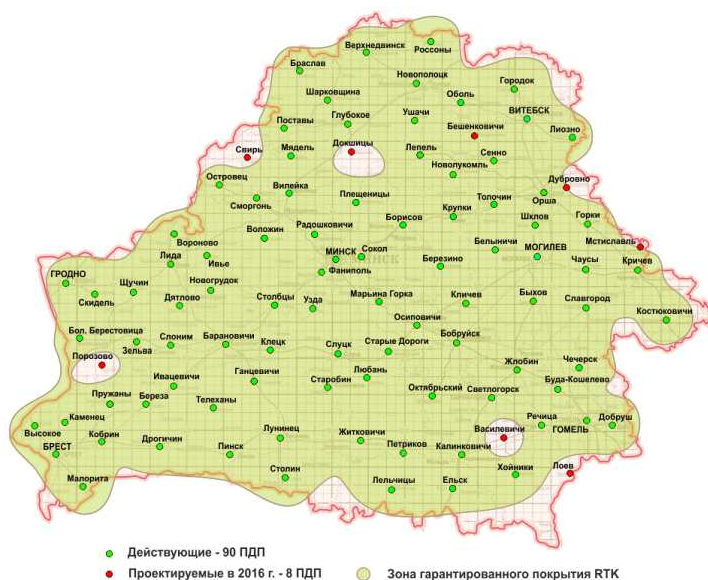 Верхнедвинск
Россоны
Браслав
Новополоцк
Городок
Шарковщина
Оболь
Глубокое
Ушачи
ВИТЕБСК
Поставы
Бешенковичи
Лиозно
Свирь
Мядель
Докшицы
Лепель
Сенно
Островец
Новолукомль
Дубровно
Вилейка
Сморгонь
Плещеницы
Толочин
Орша
Крупки
Борисов
Шклов
Горки
Вороново
Воложин
Радошковичи
Мстиславль
Лида
Ивье
МИНСК
Сокол
Белыничи
МОГИЛЕВ
ГРОДНО
Фаниполь
Березино
Чаусы
Кричев
Щучин
Новогрудок
Скидель
Дятлово
Столбцы
Узда
Марьина Горка
Кличев
Быхов
Славгород
Костюковичи
Бол. Берестовица
Осиповичи
Зельва
Слоним
Барановичи
Клецк
Слуцк
Старые Дороги
Бобруйск
Порозово
Жлобин
Чечерск
Ивацевичи
Ганцевичи
Старобин
Любань
Октябрьский
Светлогорск
Буда-Кошелево
Пружаны
Береза
Телеханы
Каменец
Высокое
Кобрин
Дрогичин
Лунинец
Житковичи
Василевичи
Речица
ГОМЕЛЬ
Добруш
БРЕСТ
Пинск
Петриков
Калинковичи
Малорита
Столин
Лельчицы
Ельск
Хойники
Лоев
Действующие - 90 ПДП
Проектируемые в 2016 г. - 8 ПДП
Зона гарантированного покрытия RTK